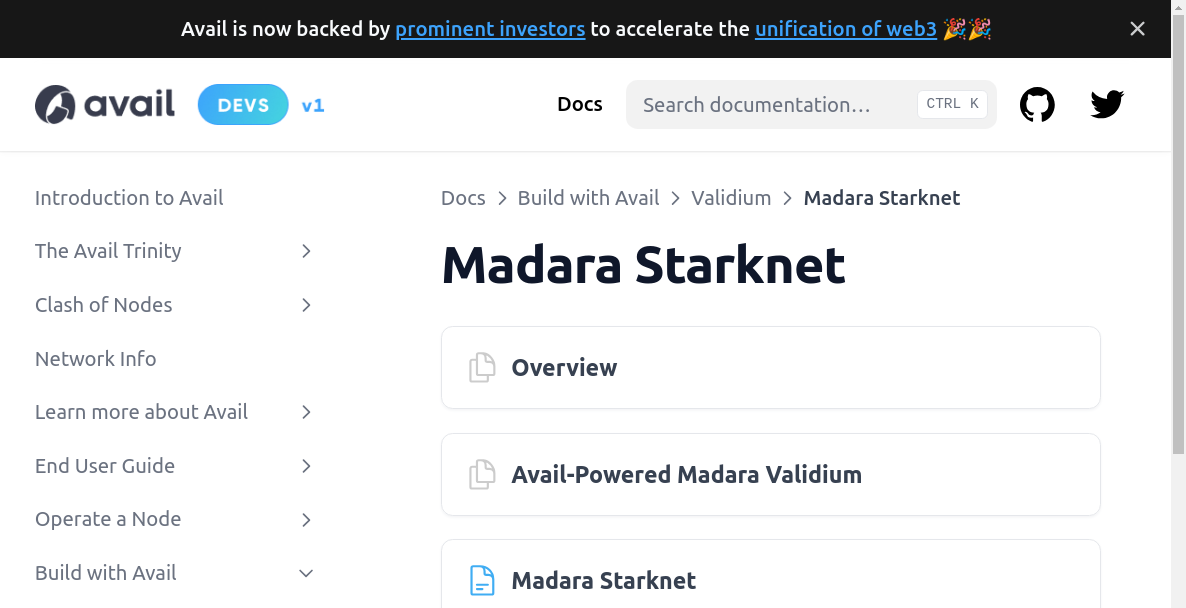 Avail is now backed by prominent investors to accelerate the unification of web3 🎉🎉
avail DEVS v1
Docs
Search documentation…
CTRL K
Introduction to Avail
The Avail Trinity
Clash of Nodes
Network Info
Learn more about Avail
End User Guide
Operate a Node
Build with Avail
Docs > Build with Avail > Validium > Madara Starknet
Madara Starknet
Overview
Avail-Powered Madara Validium
Madara Starknet